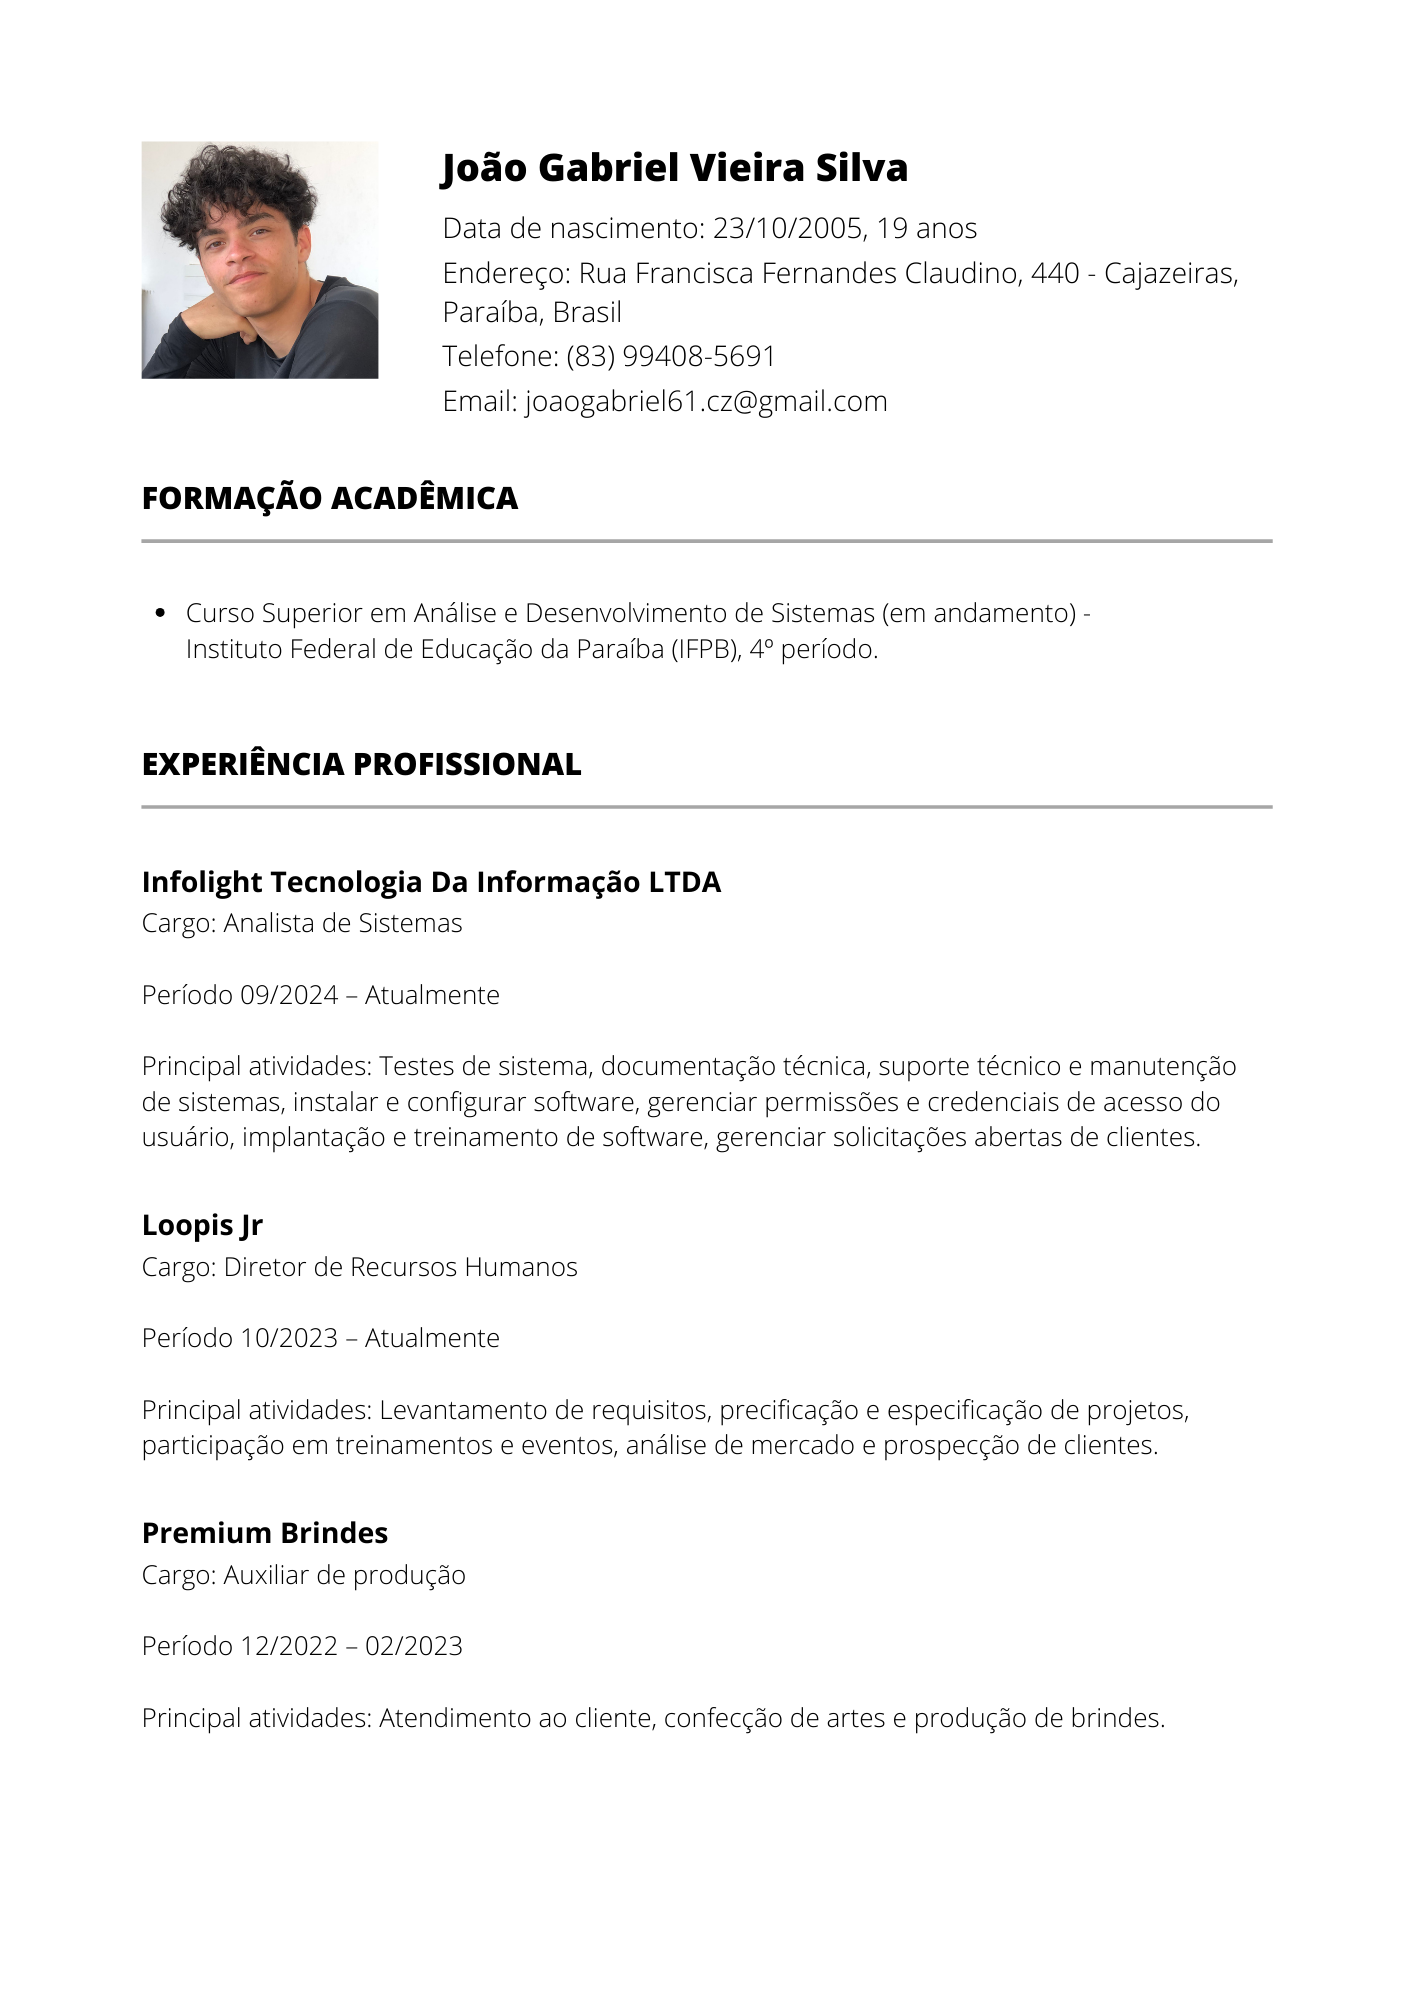 João Gabriel Vieira Silva
Data de nascimento: 23/10/2005, 19 anos
Endereço: Rua Francisca Fernandes Claudino, 440 - Cajazeiras,
Paraíba, Brasil
Telefone: (83) 99408-5691
Email: joaogabriel61.cz@gmail.com
FORMAÇÃO ACADÊMICA
• Curso Superior em Análise e Desenvolvimento de Sistemas (em andamento) -
Instituto Federal de Educação da Paraíba (IFPB), 4º período.
EXPERIÊNCIA PROFISSIONAL
Infolight Tecnologia Da Informação LTDA
Cargo: Analista de Sistemas
Período 09/2024 – Atualmente
Principal atividades: Testes de sistema, documentação técnica, suporte técnico e manutenção
de sistemas, instalar e configurar software, gerenciar permissões e credenciais de acesso do
usuário, implantação e treinamento de software, gerenciar solicitações abertas de clientes.
Loopis Jr
Cargo: Diretor de Recursos Humanos
Período 10/2023 – Atualmente
Principal atividades: Levantamento de requisitos, precificação e especificação de projetos,
participação em treinamentos e eventos, análise de mercado e prospecção de clientes.
Premium Brindes
Cargo: Auxiliar de produção
Período 12/2022 – 02/2023
Principal atividades: Atendimento ao cliente, confecção de artes e produção de brindes.